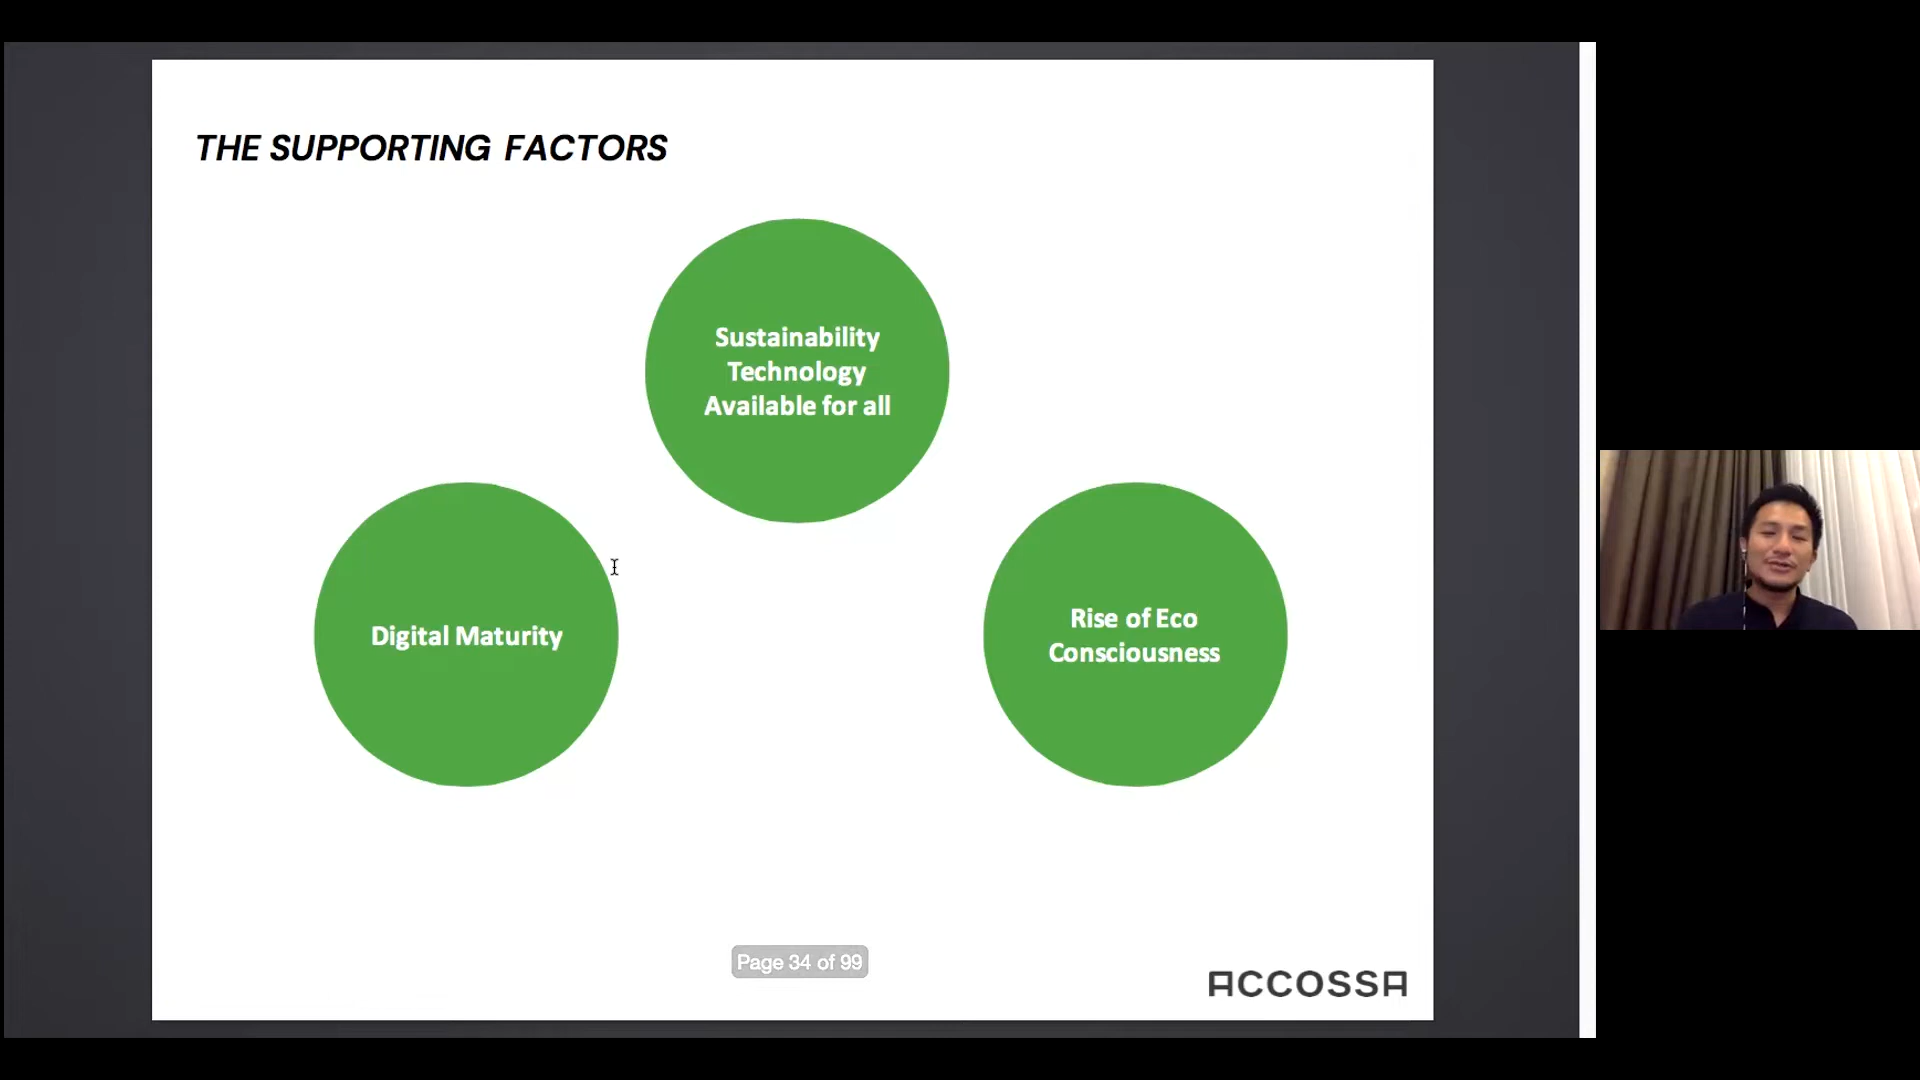 THE SUPPORTING FACTORS
Sustainability
Technology
Available for all
Digital Maturity
Rise of Eco
Consciousness
Page 34 of 99
ACCOSSA